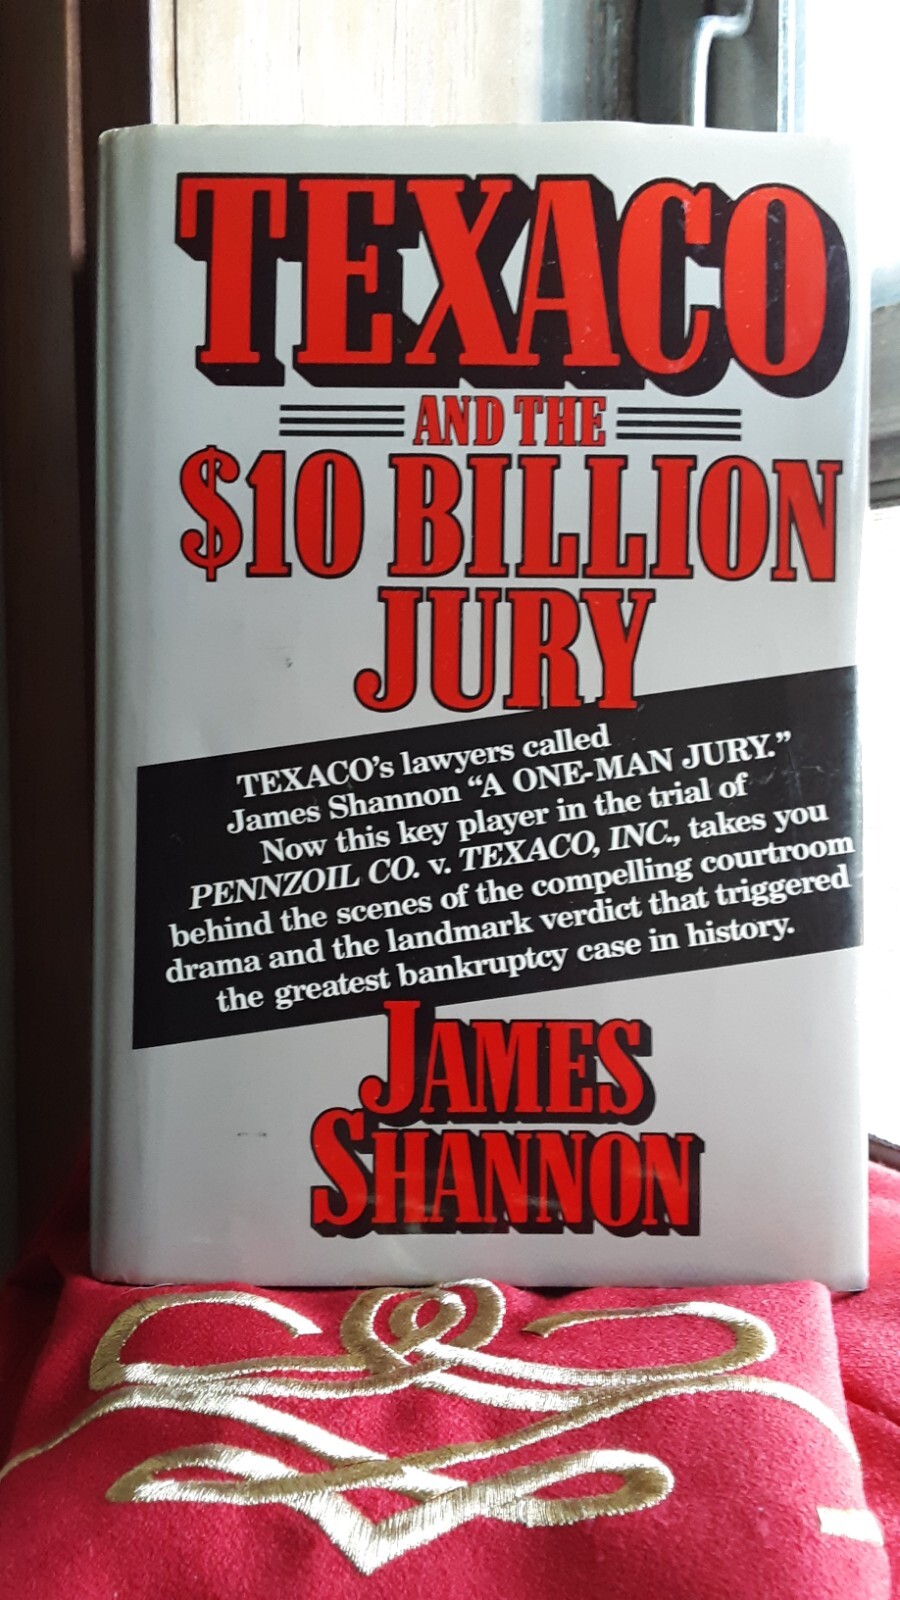 TEXACO
AND THE
$10 BILLION
JURY
TEXACO's lawyers called
James Shannon “A ONE-MAN JURY.”
Now this key player in the trial of
PENNZOIL CO. v. TEXACO, INC., takes you
behind the scenes of the compelling courtroom
drama and the landmark verdict that triggered
the greatest bankruptcy case in history.
JAMES
SHANNON